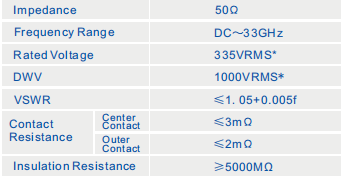 Impedance 50Ω
Frequency Range DC～33GHz
Rated Voltage 335VRMS*
DWV 1000VRMS*
VSWR ≤1.05+0.005f
Contact Resistance Center Contact ≤3mΩ
Outer Contact ≤2mΩ
Insulation Resistance ≥5000MΩ